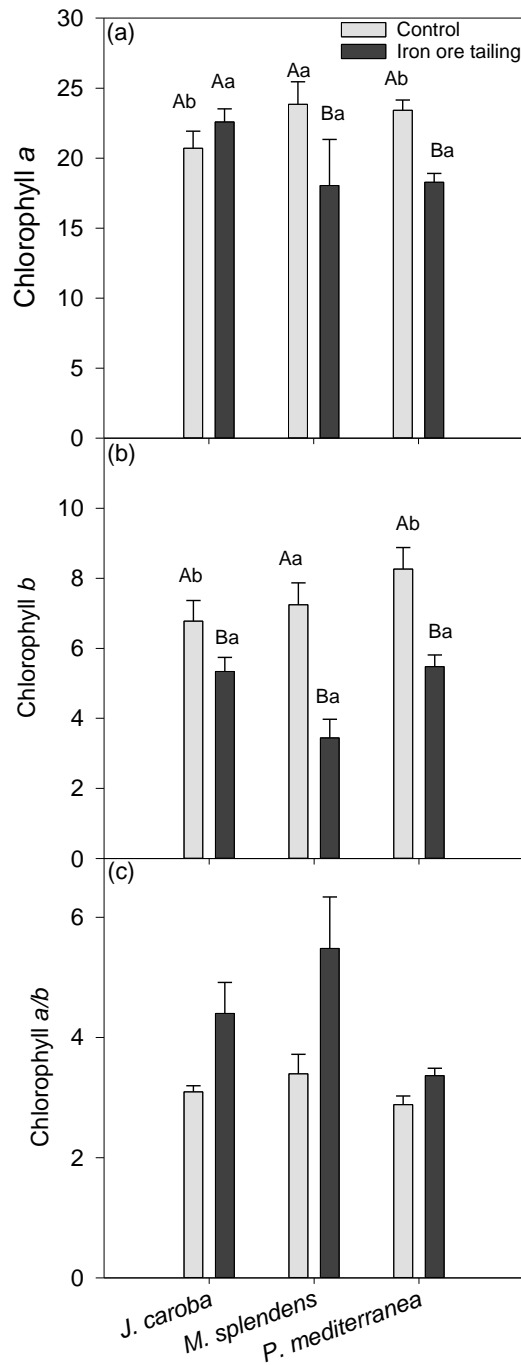 (a)
Control
Iron ore tailing
30
25
20
15
10
5
0
Chlorophyll a
Ab
Aa
Aa
Ba
Ab
Ba
(b)
10
8
6
4
2
0
Chlorophyll b
Ab
Ba
Aa
Ba
Ab
Ba
(c)
6
4
2
0
Chlorophyll a/b
J. caroba
M. splendens
P. mediterranea